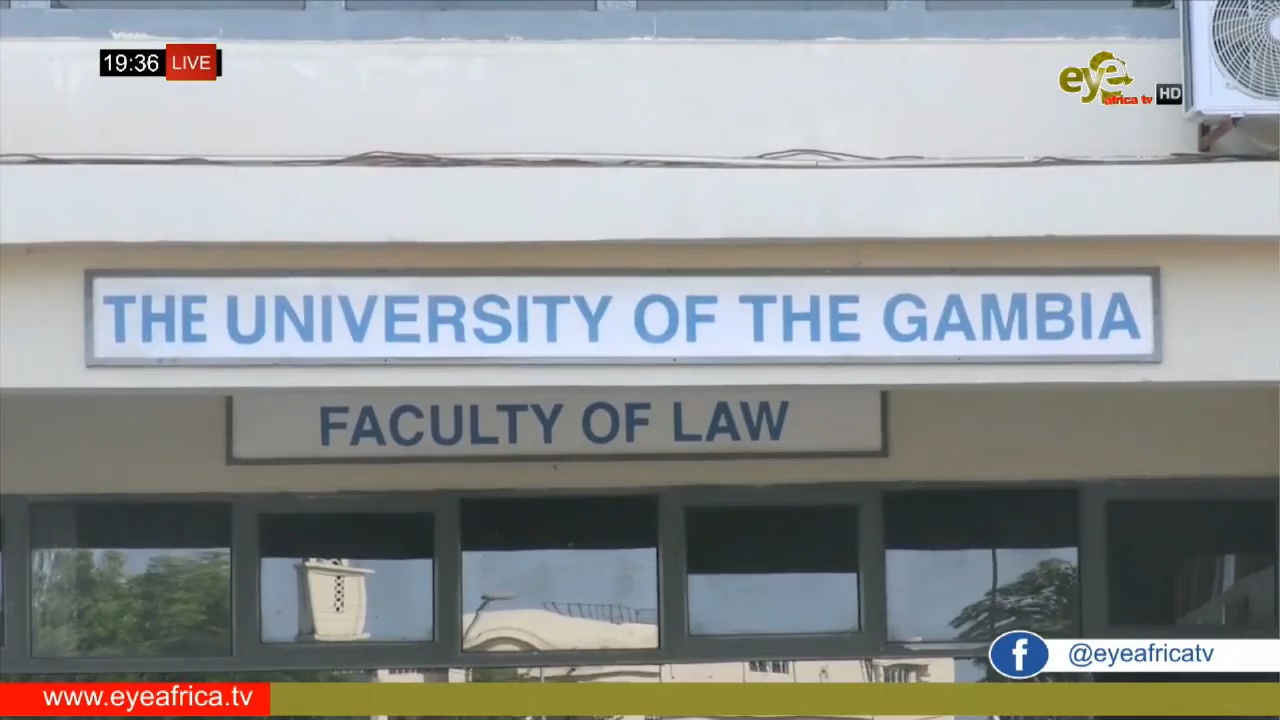 19:36 LIVE
eye
africa tv HD
THE UNIVERSITY OF THE GAMBIA
FACULTY OF LAW
f @eyeafricatv
www.eyeafrica.tv